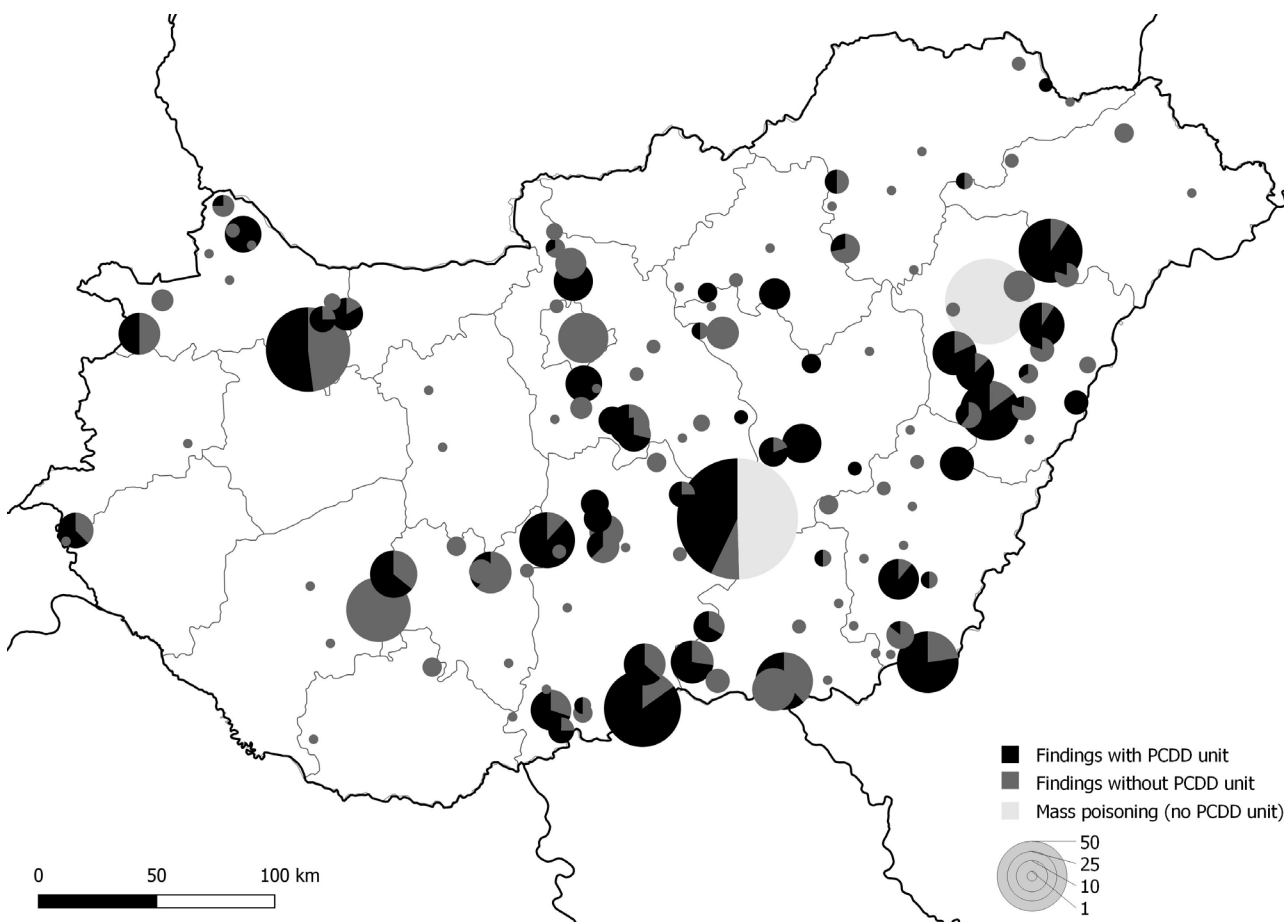 Findings with PCDD unit
Findings without PCDD unit
Mass poisoning (no PCDD unit)
50
25
10
1
0 50 100 km